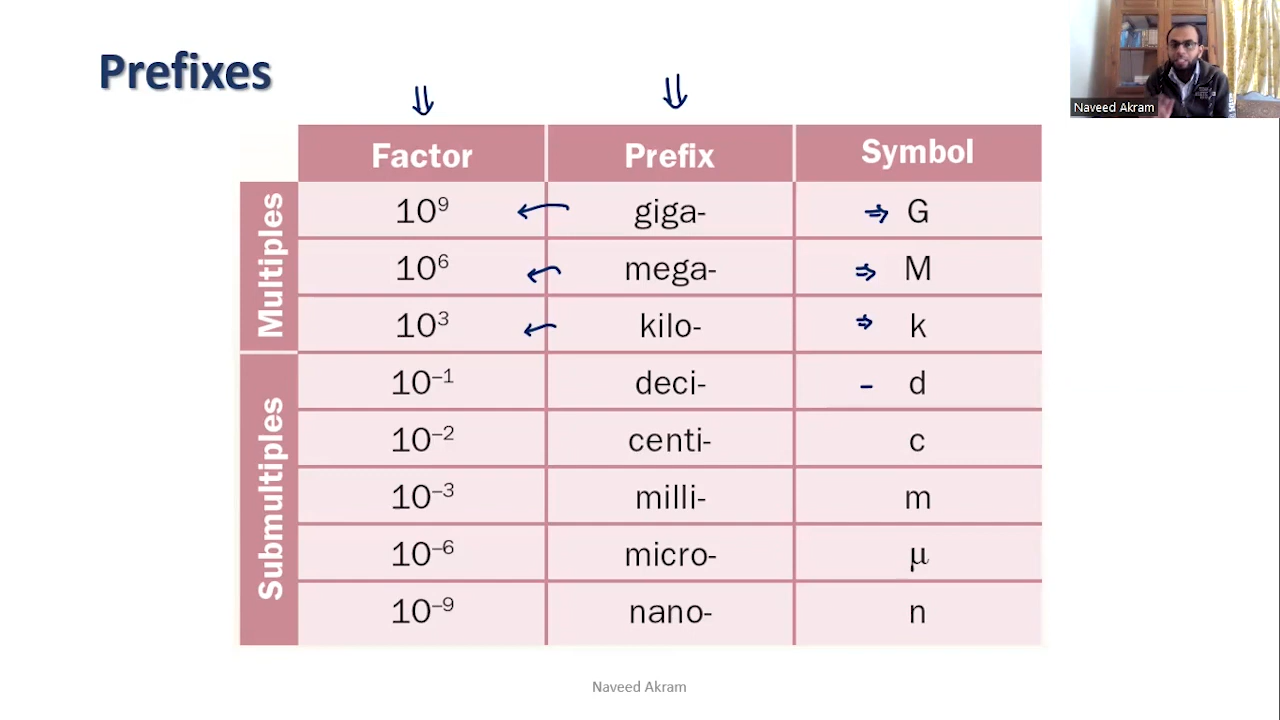 Prefixes
Naveed Akram
Factor Prefix Symbol
Multiples
10⁹ giga- G
10⁶ mega- M
10³ kilo- k
Submultiples
10⁻¹ deci- d
10⁻² centi- c
10⁻³ milli- m
10⁻⁶ micro- μ
10⁻⁹ nano- n
Naveed Akram